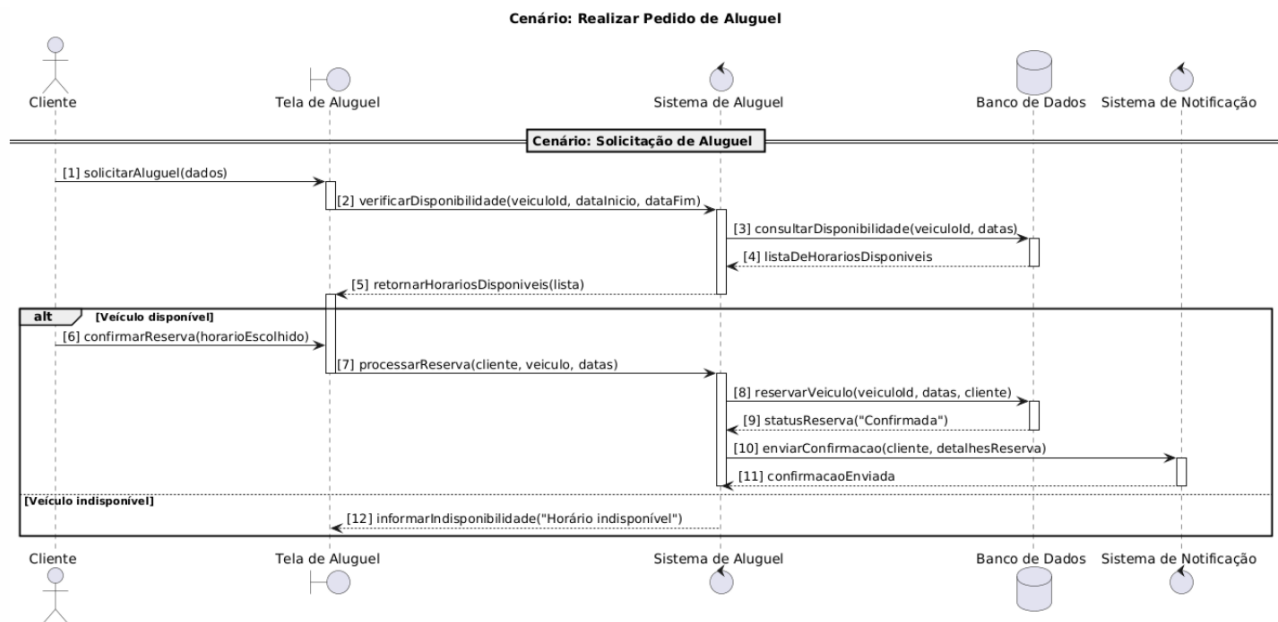 Cenário: Realizar Pedido de Aluguel
Cliente
Tela de Aluguel
Sistema de Aluguel
Banco de Dados
Sistema de Notificação
Cenário: Solicitação de Aluguel
[1] solicitarAluguel(dados)
[2] verificarDisponibilidade(veiculoId, dataInicio, dataFim)
[3] consultarDisponibilidade(veiculoId, datas)
[4] listaDeHorariosDisponiveis
[5] retornarHorariosDisponiveis(lista)
alt
[Veículo disponível]
[6] confirmarReserva(horarioEscolhido)
[7] processarReserva(cliente, veiculo, datas)
[8] reservarVeiculo(veiculoId, datas, cliente)
[9] statusReserva("Confirmada")
[10] enviarConfirmacao(cliente, detalhesReserva)
[11] confirmacaoEnviada
[Veículo indisponível]
[12] informarIndisponibilidade("Horário indisponível")
Cliente
Tela de Aluguel
Sistema de Aluguel
Banco de Dados
Sistema de Notificação